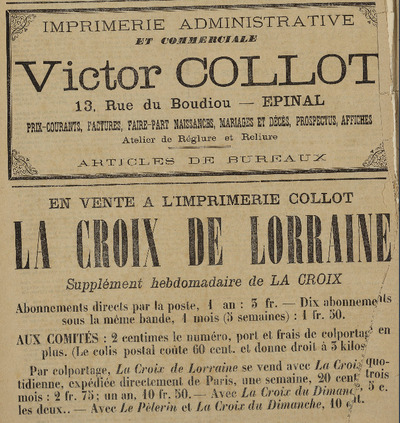 IMPRIMERIE ADMINISTRATIVE
ET COMMERCIALE
Victor COLLOT
13, Rue du Boudiou — EPINAL
PRIX-COURANTS, FACTURES, FAIRE-PART NAISSANCES, MARIAGES ET DÉCÈS, PROSPECTUS, AFFICHES
Atelier de Réglure et Reliure
ARTICLES DE BUREAUX
EN VENTE A L'IMPRIMERIE COLLOT
LA CROIX DE LORRAINE
Supplément hebdomadaire de LA CROIX
Abonnements directs par la poste, 1 an : 3 fr. — Dix abonnements
sous la même bande, 1 mois (5 semaines) : 1 fr. 50.
AUX COMITÉS : 2 centimes le numéro, port et frais de colportage en
plus. (Le colis postal coûte 60 cent. et donne droit à 3 kilos
Par colportage, La Croix de Lorraine se vend avec La Croix quo-
tidienne, expédiée directement de Paris, une semaine, 20 cent trois
mois : 2 fr. 75; un an, 10 fr. 50. — Avec La Croix du Dimanc, 5 c.
les deux.. — Avec Le Pèlerin et La Croix du Dimanche, 10